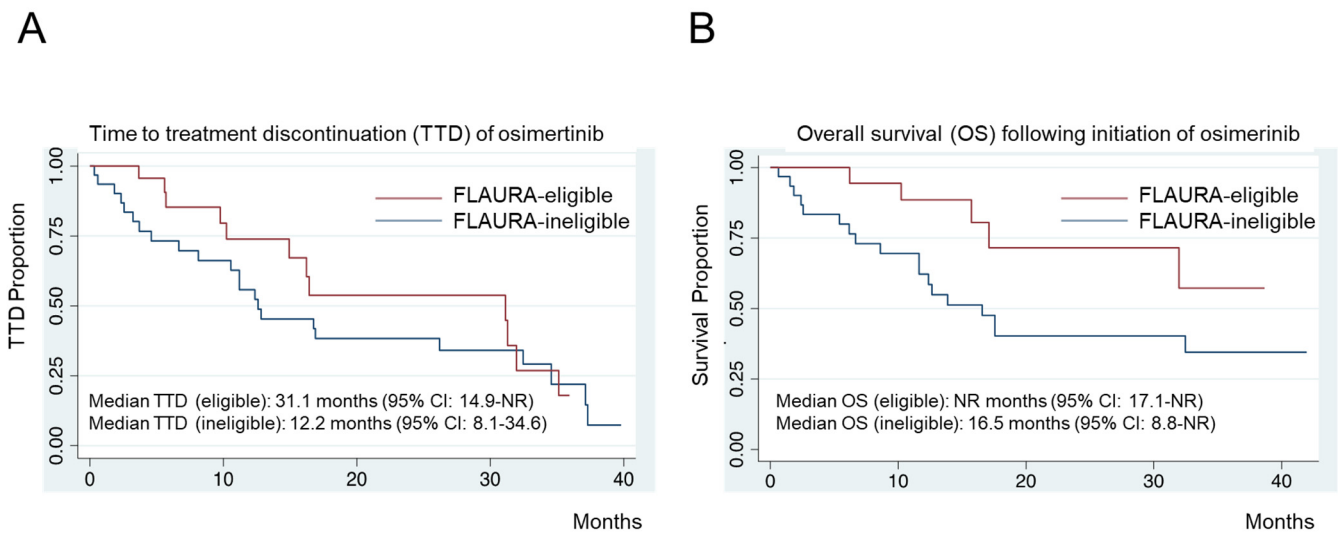 A
Time to treatment discontinuation (TTD) of osimertinib
TTD Proportion
1.00
0.75
0.50
0.25
0.00
FLAURA-eligible
FLAURA-ineligible
Median TTD (eligible): 31.1 months (95% CI: 14.9-NR)
Median TTD (ineligible): 12.2 months (95% CI: 8.1-34.6)
0 10 20 30 40
Months
B
Overall survival (OS) following initiation of osimerinib
Survival Proportion
1.00
0.75
0.50
0.25
0.00
FLAURA-eligible
FLAURA-ineligible
Median OS (eligible): NR months (95% CI: 17.1-NR)
Median OS (ineligible): 16.5 months (95% CI: 8.8-NR)
0 10 20 30 40
Months